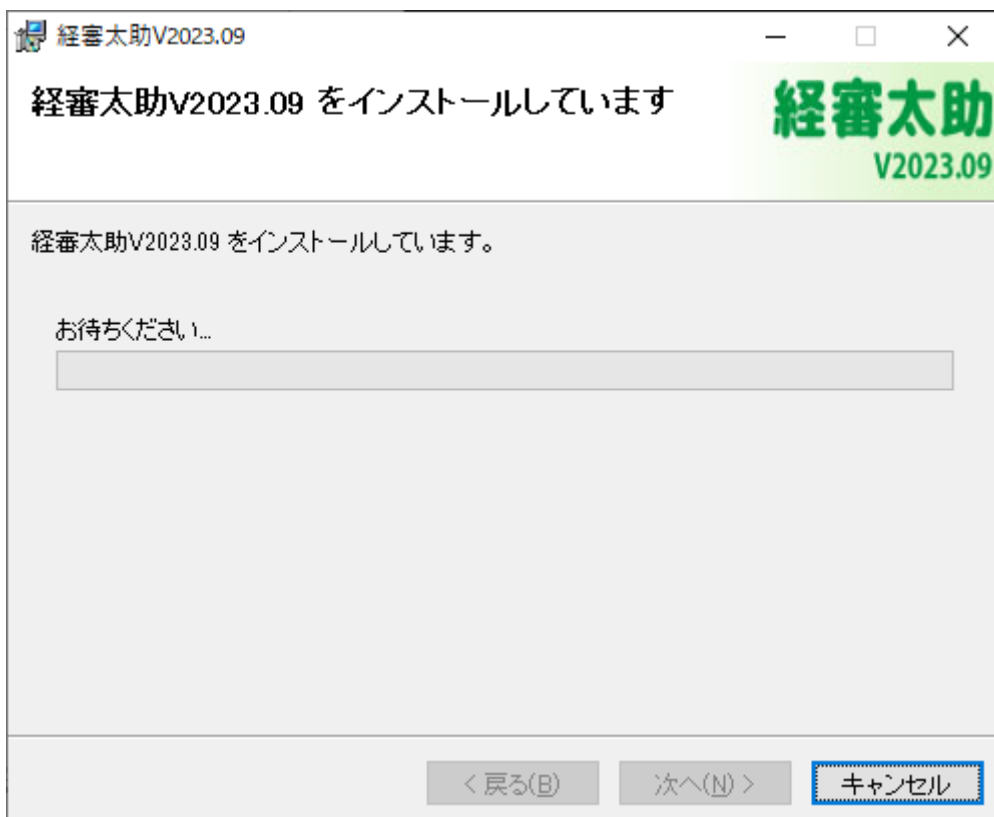 経審太助V2023.09
経審太助V2023.09 をインストールしています
経審太助
V2023.09
経審太助V2023.09 をインストールしています。
お待ちください...
< 戻る(B)
次へ(N) >
キャンセル